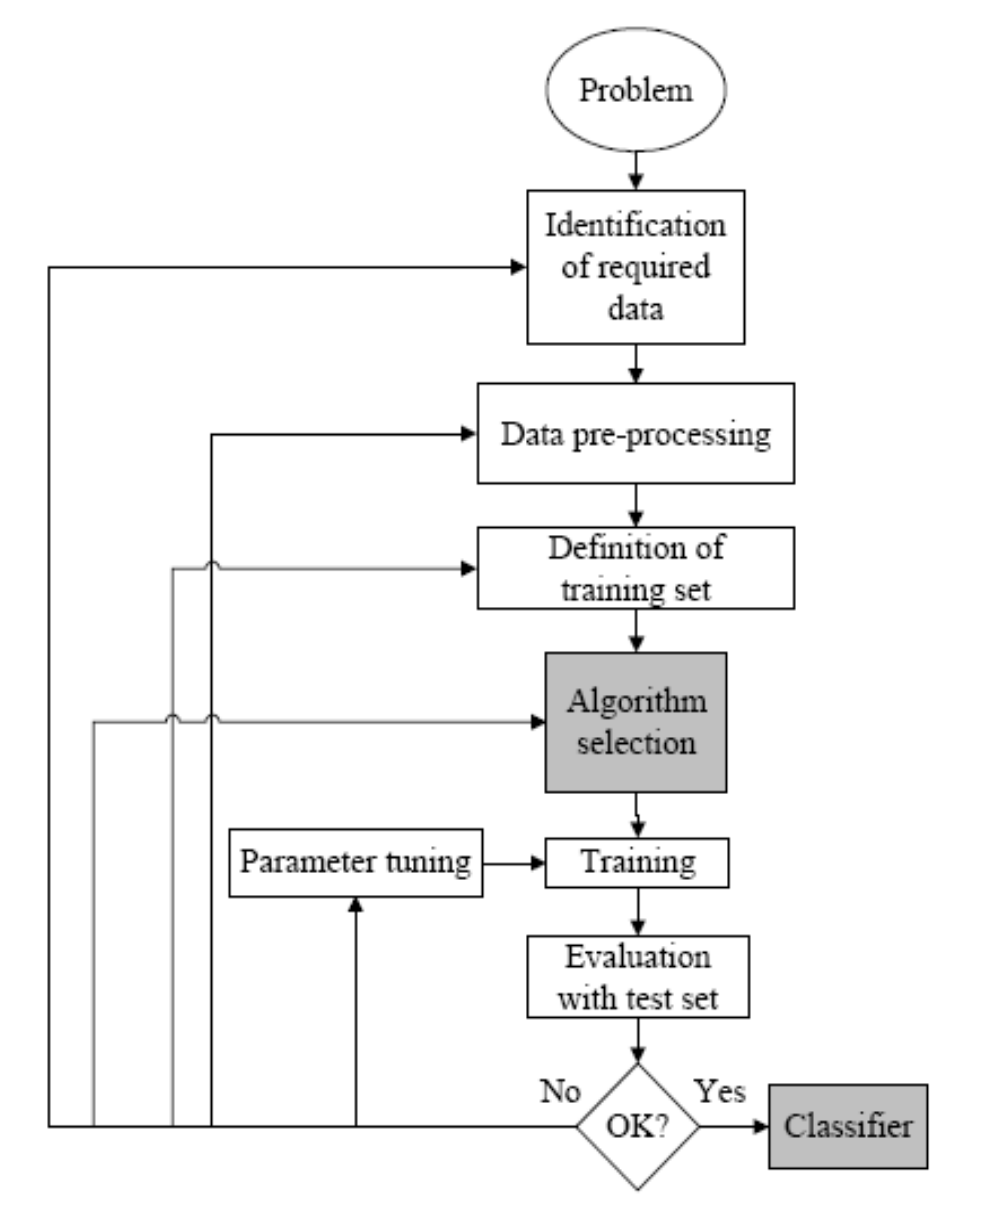 Problem
Identification
of required
data
Data pre-processing
Definition of
training set
Algorithm
selection
Parameter tuning
Training
Evaluation
with test set
No
Yes
OK?
Classifier